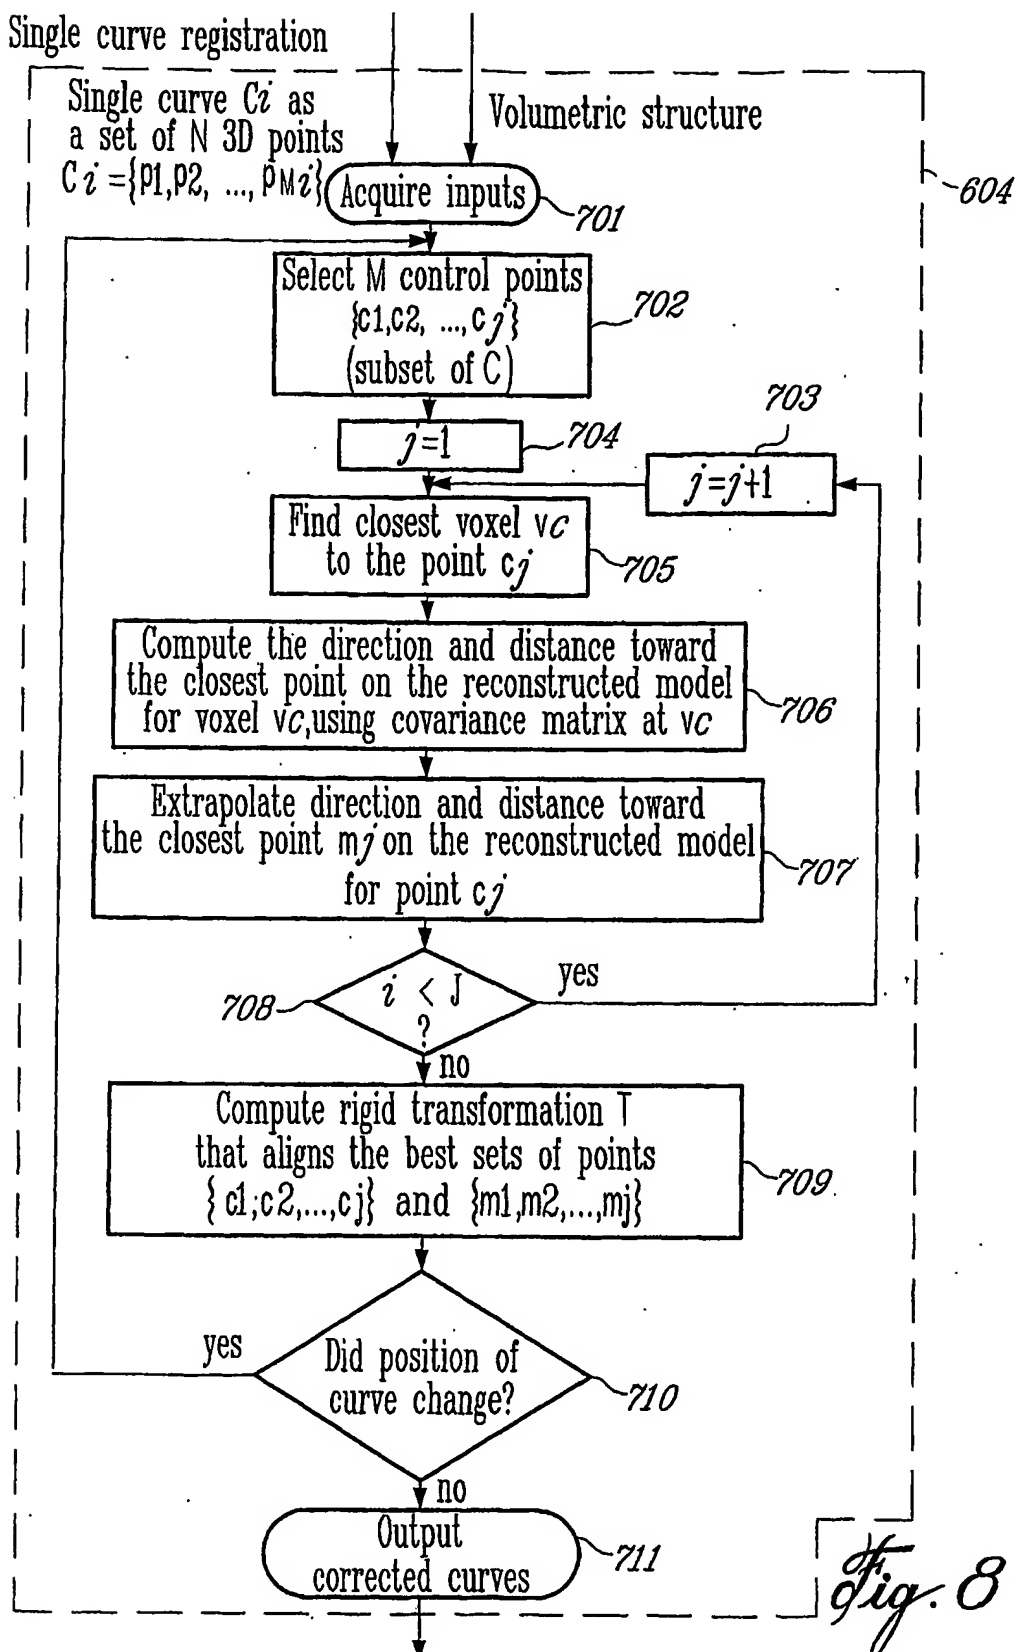 Single curve registration
Single curve Ci as
a set of N 3D points
Ci={p1,p2, ..., pMi}
Volumetric structure
604
Acquire inputs
701
Select M control points
{c1,c2, ...,cj}
(subset of C)
702
703
j=1
704
j=j+1
Find closest voxel vc
to the point cj
705
Compute the direction and distance toward
the closest point on the reconstructed model
for voxel vc,using covariance matrix at vc
706
Extrapolate direction and distance toward
the closest point mj on the reconstructed model
for point cj
707
i < J
?
708
yes
no
Compute rigid transformation T
that aligns the best sets of points
{c1;c2,...,cj} and {m1,m2,...,mj}
709
yes
Did position of
curve change?
710
no
Output
corrected curves
711
Fig. 8